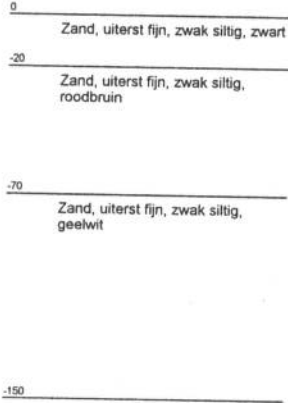 0
Zand, uiterst fijn, zwak siltig, zwart
-20
Zand, uiterst fijn, zwak siltig,
roodbruin
-70
Zand, uiterst fijn, zwak siltig,
geelwit
-150